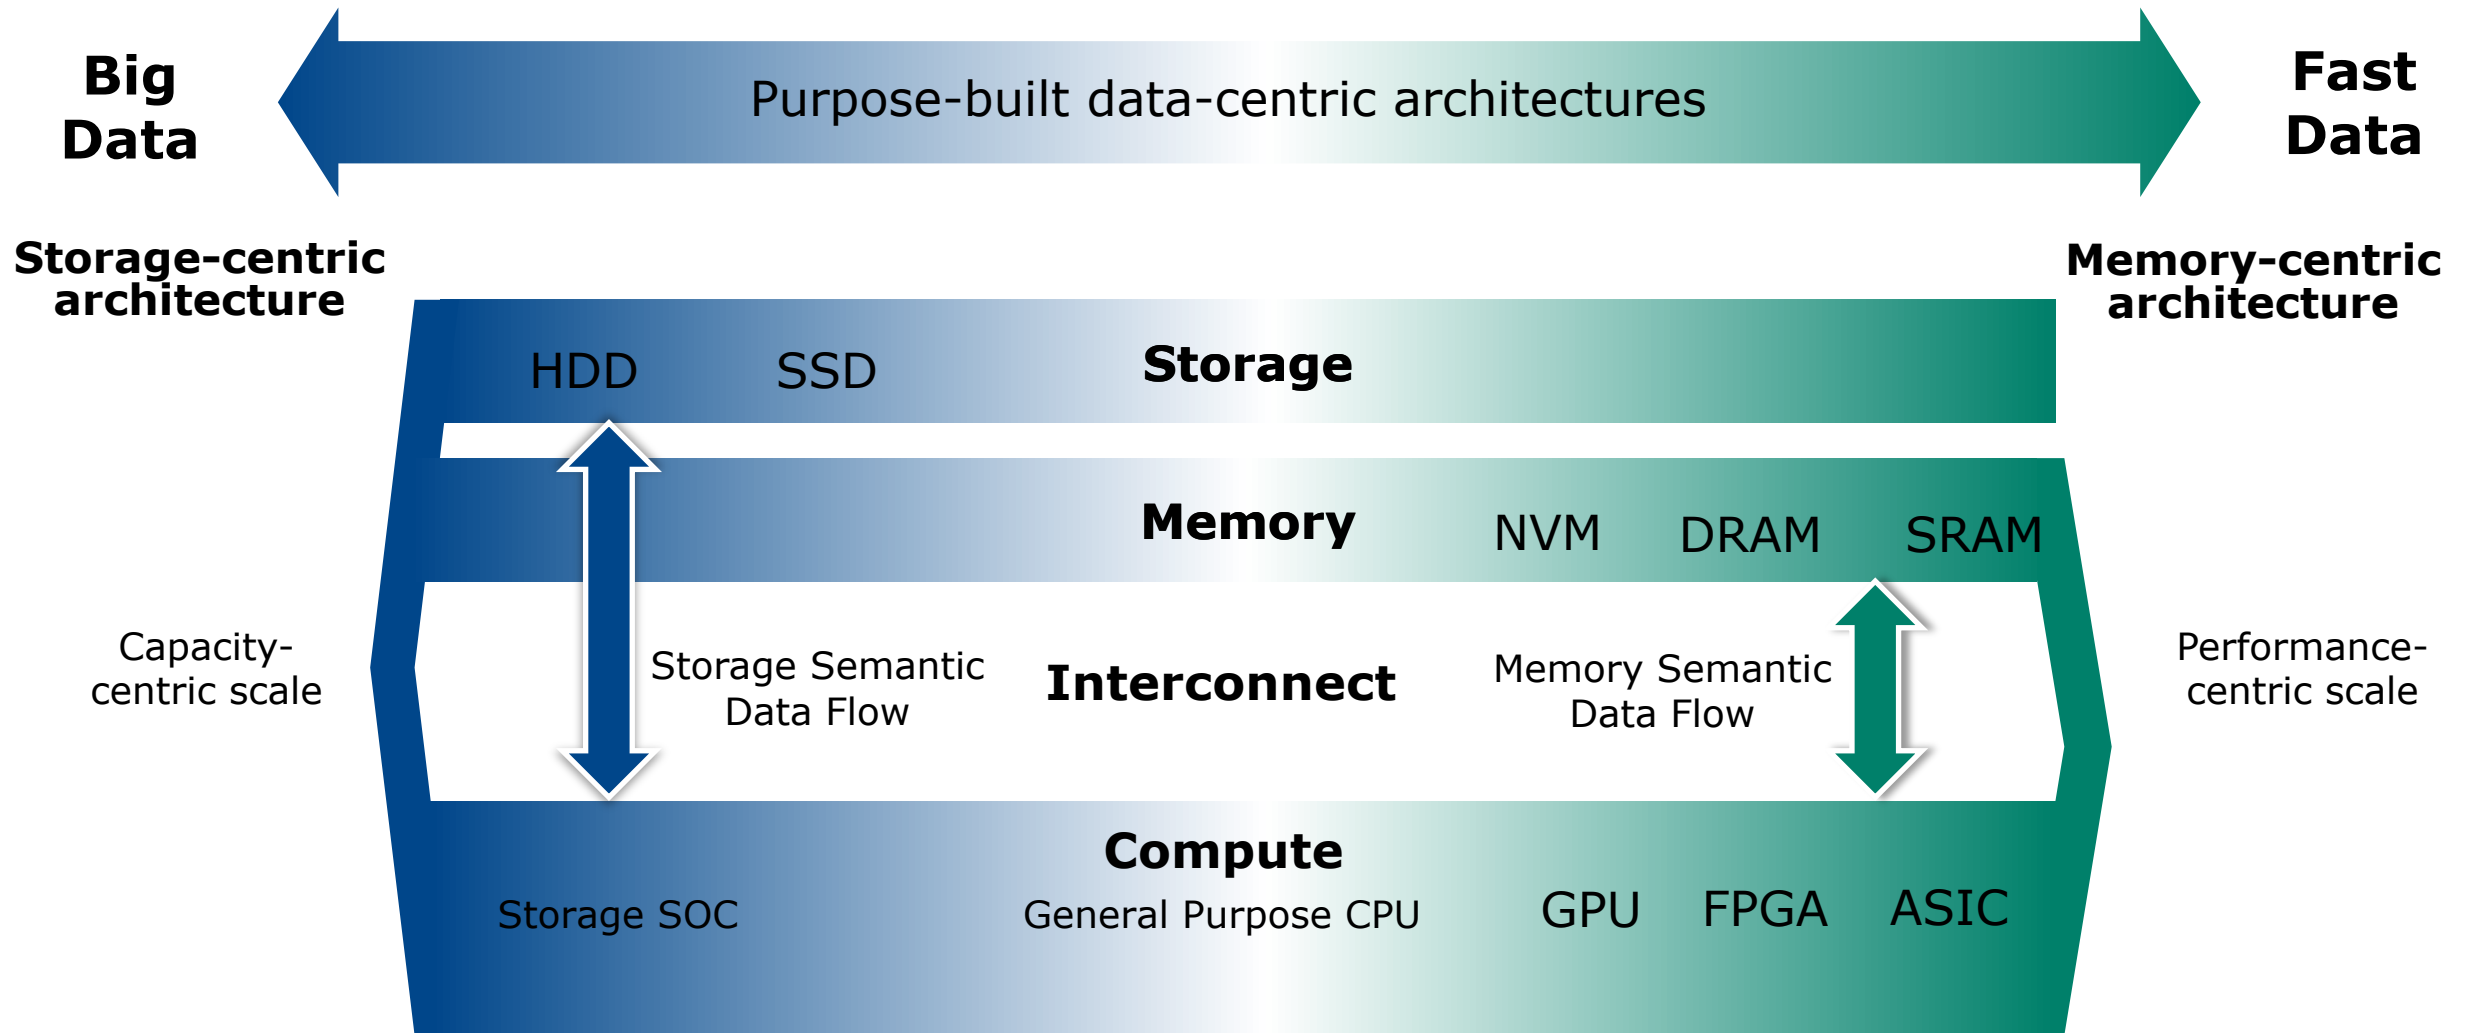 Big
Data
Purpose-built data-centric architectures
Fast
Data
Storage-centric
architecture
Memory-centric
architecture
HDD
SSD
Storage
Memory
NVM
DRAM
SRAM
Capacity-
centric scale
Storage Semantic
Data Flow
Interconnect
Memory Semantic
Data Flow
Performance-
centric scale
Compute
Storage SOC
General Purpose CPU
GPU
FPGA
ASIC